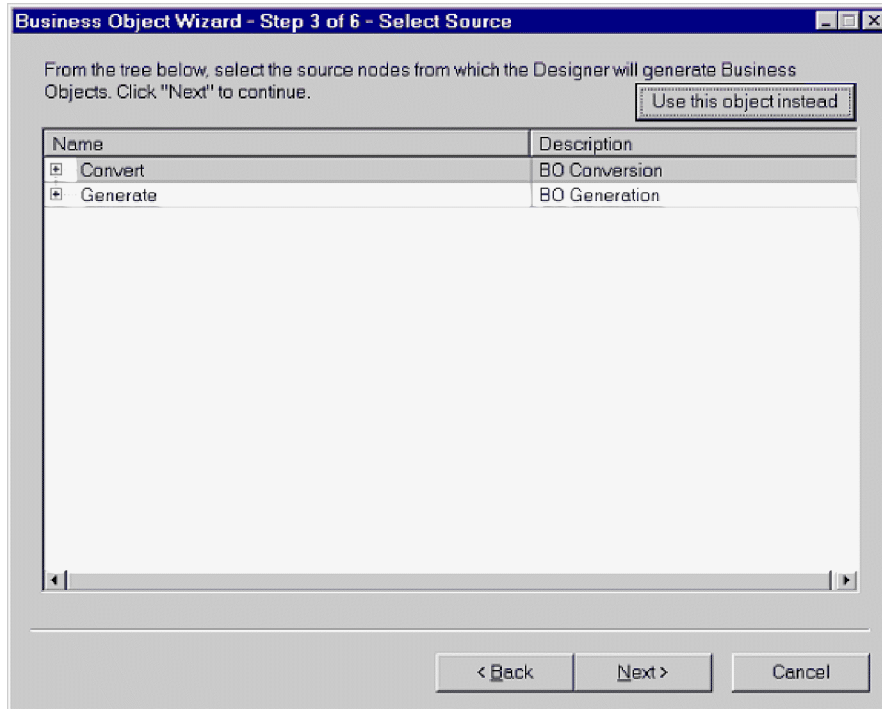 Business Object Wizard - Step 3 of 6 - Select Source
From the tree below, select the source nodes from which the Designer will generate Business
Objects. Click "Next" to continue.
Use this object instead
Name Description
Convert BO Conversion
Generate BO Generation
< Back Next > Cancel